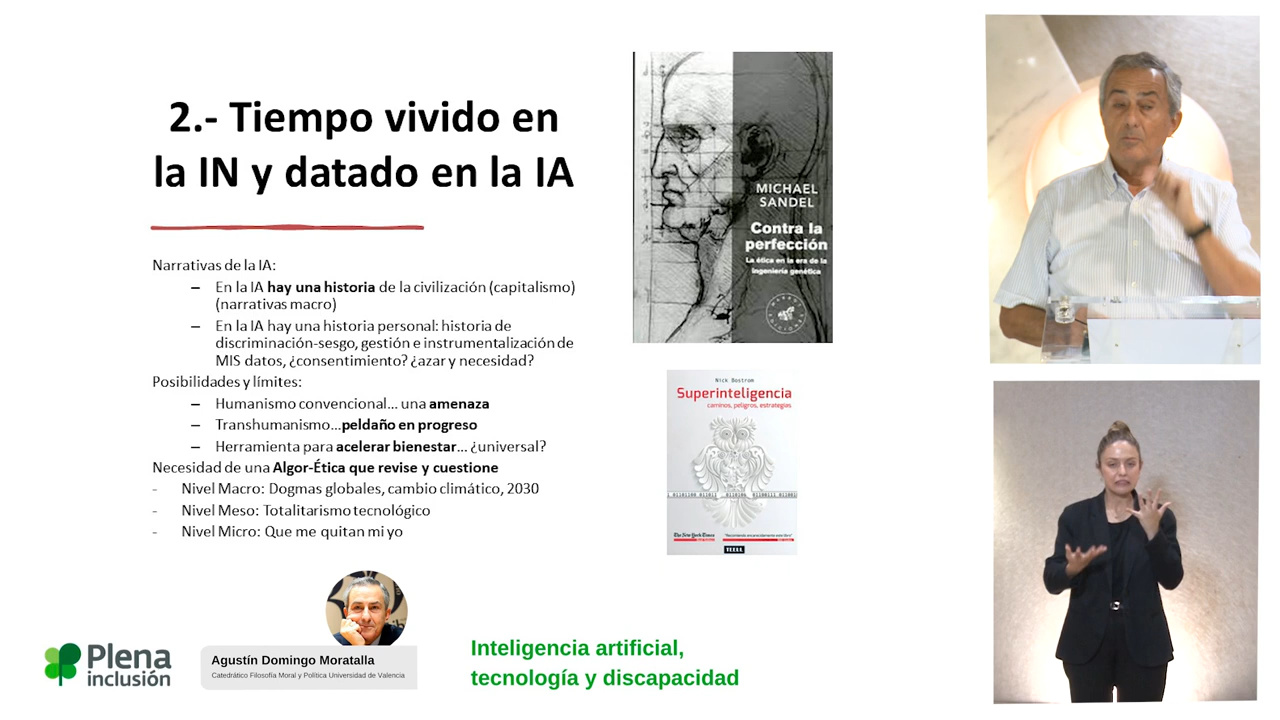 2.- Tiempo vivido en
la IN y datado en la IA
Narrativas de la IA:
– En la IA hay una historia de la civilización (capitalismo)
(narrativas macro)
– En la IA hay una historia personal: historia de
discriminación-sesgo, gestión e instrumentalización de
MIS datos, ¿consentimiento? ¿azar y necesidad?
Posibilidades y límites:
– Humanismo convencional... una amenaza
– Transhumanismo...peldaño en progreso
– Herramienta para acelerar bienestar... ¿universal?
Necesidad de una Algor-Ética que revise y cuestione
- Nivel Macro: Dogmas globales, cambio climático, 2030
- Nivel Meso: Totalitarismo tecnológico
- Nivel Micro: Que me quitan mi yo
MICHAEL
SANDEL
Contra la
perfección
La ética en la era de la
ingeniería genética
Nick Bostrom
Superinteligencia
caminos, peligros, estrategias
The New York Times
TEELL
Plena
inclusión
Agustín Domingo Moratalla
Catedrático Filosofía Moral y Política Universidad de Valencia
Inteligencia artificial,
tecnología y discapacidad